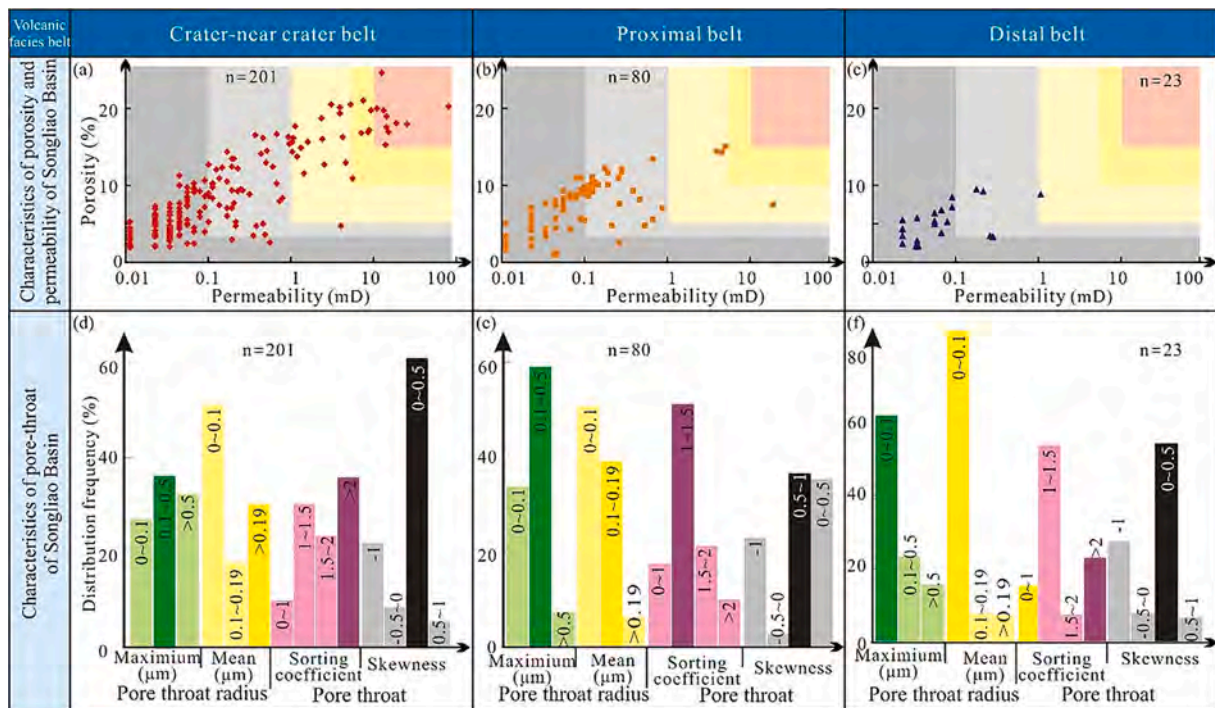 Volcanic
facies belt
Crater-near crater belt
Proximal belt
Distal belt
Characteristics of porosity and
permeability of Songliao Basin
(a)
n=201
Porosity (%)
20
10
0
0.01
0.1
1
10
100
Permeability (mD)
(b)
n=80
Porosity (%)
20
10
0
0.01
0.1
1
10
100
Permeability (mD)
(c)
n=23
Porosity (%)
20
10
0
0.01
0.1
1
10
100
Permeability (mD)
Characteristics of pore-throat
of Songliao Basin
(d)
n=201
Distribution frequency (%)
60
40
20
0
0~0.1
0.1~0.5
>0.5
0~0.1
0.1~0.19
>0.19
0~1
1~1.5
1.5~2
>2
-1
-0.5~0
0~0.5
0.5~1
Maximium
(μm)
Mean
(μm)
Sorting
coefficient
Skewness
Pore throat radius
Pore throat
(e)
n=80
60
40
20
0
0~0.1
0.1~0.5
>0.5
0~0.1
0.1~0.19
>0.19
0~1
1~1.5
1.5~2
>2
-1
-0.5~0
0.5~1
0~0.5
Maximium
(μm)
Mean
(μm)
Sorting
coefficient
Skewness
Pore throat radius
Pore throat
(f)
n=23
80
60
40
20
0
0~0.1
0.1~0.5
>0.5
0~0.1
0.1~0.19
>0.19
0~1
1~1.5
1.5~2
>2
-1
-0.5~0
0~0.5
0.5~1
Maximium
(μm)
Mean
(μm)
Sorting
coefficient
Skewness
Pore throat radius
Pore throat